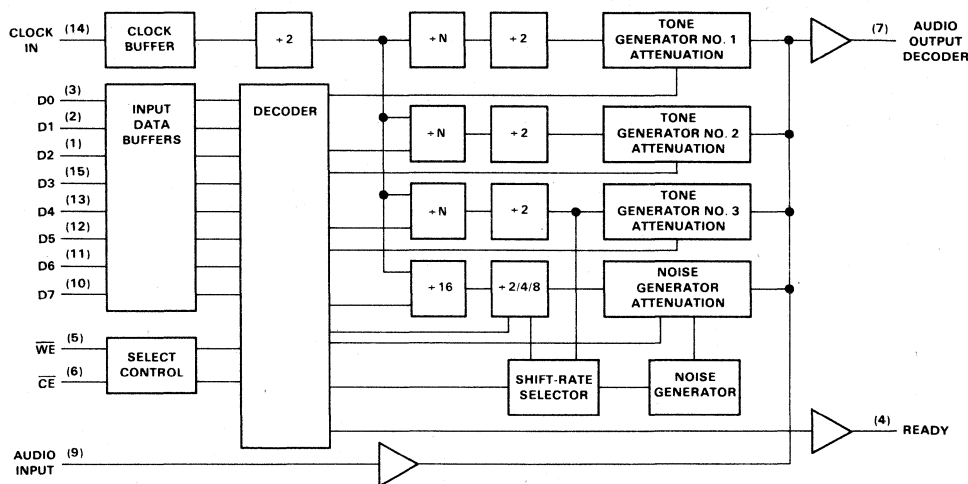 CLOCK
IN
(14)
CLOCK
BUFFER
÷ 2
÷ N
÷ 2
TONE
GENERATOR NO. 1
ATTENUATION
(7)
AUDIO
OUTPUT
DECODER
D0 (3)
D1 (2)
D2 (1)
D3 (15)
D4 (13)
D5 (12)
D6 (11)
D7 (10)
INPUT
DATA
BUFFERS
DECODER
÷ N
÷ 2
TONE
GENERATOR NO. 2
ATTENUATION
÷ N
÷ 2
TONE
GENERATOR NO. 3
ATTENUATION
÷ 16
÷ 2/4/8
NOISE
GENERATOR
ATTENUATION
WE (5)
CE (6)
SELECT
CONTROL
SHIFT-RATE
SELECTOR
NOISE
GENERATOR
(4)
READY
AUDIO
INPUT
(9)